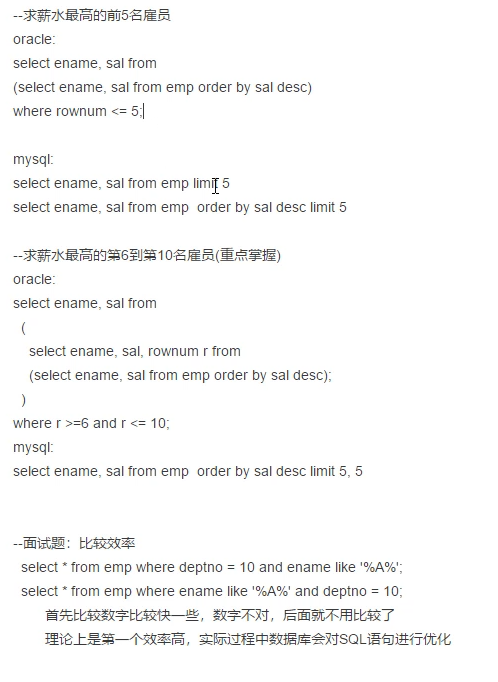 --求薪水最高的前5名雇员
oracle:
select ename, sal from
(select ename, sal from emp order by sal desc)
where rownum <= 5;
mysql:
select ename, sal from emp limit 5
select ename, sal from emp  order by sal desc limit 5
--求薪水最高的第6到第10名雇员(重点掌握)
oracle:
select ename, sal from
(
select ename, sal, rownum r from
(select ename, sal from emp order by sal desc);
)
where r >=6 and r <= 10;
mysql:
select ename, sal from emp  order by sal desc limit 5, 5
--面试题：比较效率
select * from emp where deptno = 10 and ename like '%A%';
select * from emp where ename like '%A%' and deptno = 10;
首先比较数字比较快一些，数字不对，后面就不用比较了
理论上是第一个效率高，实际过程中数据库会对SQL语句进行优化